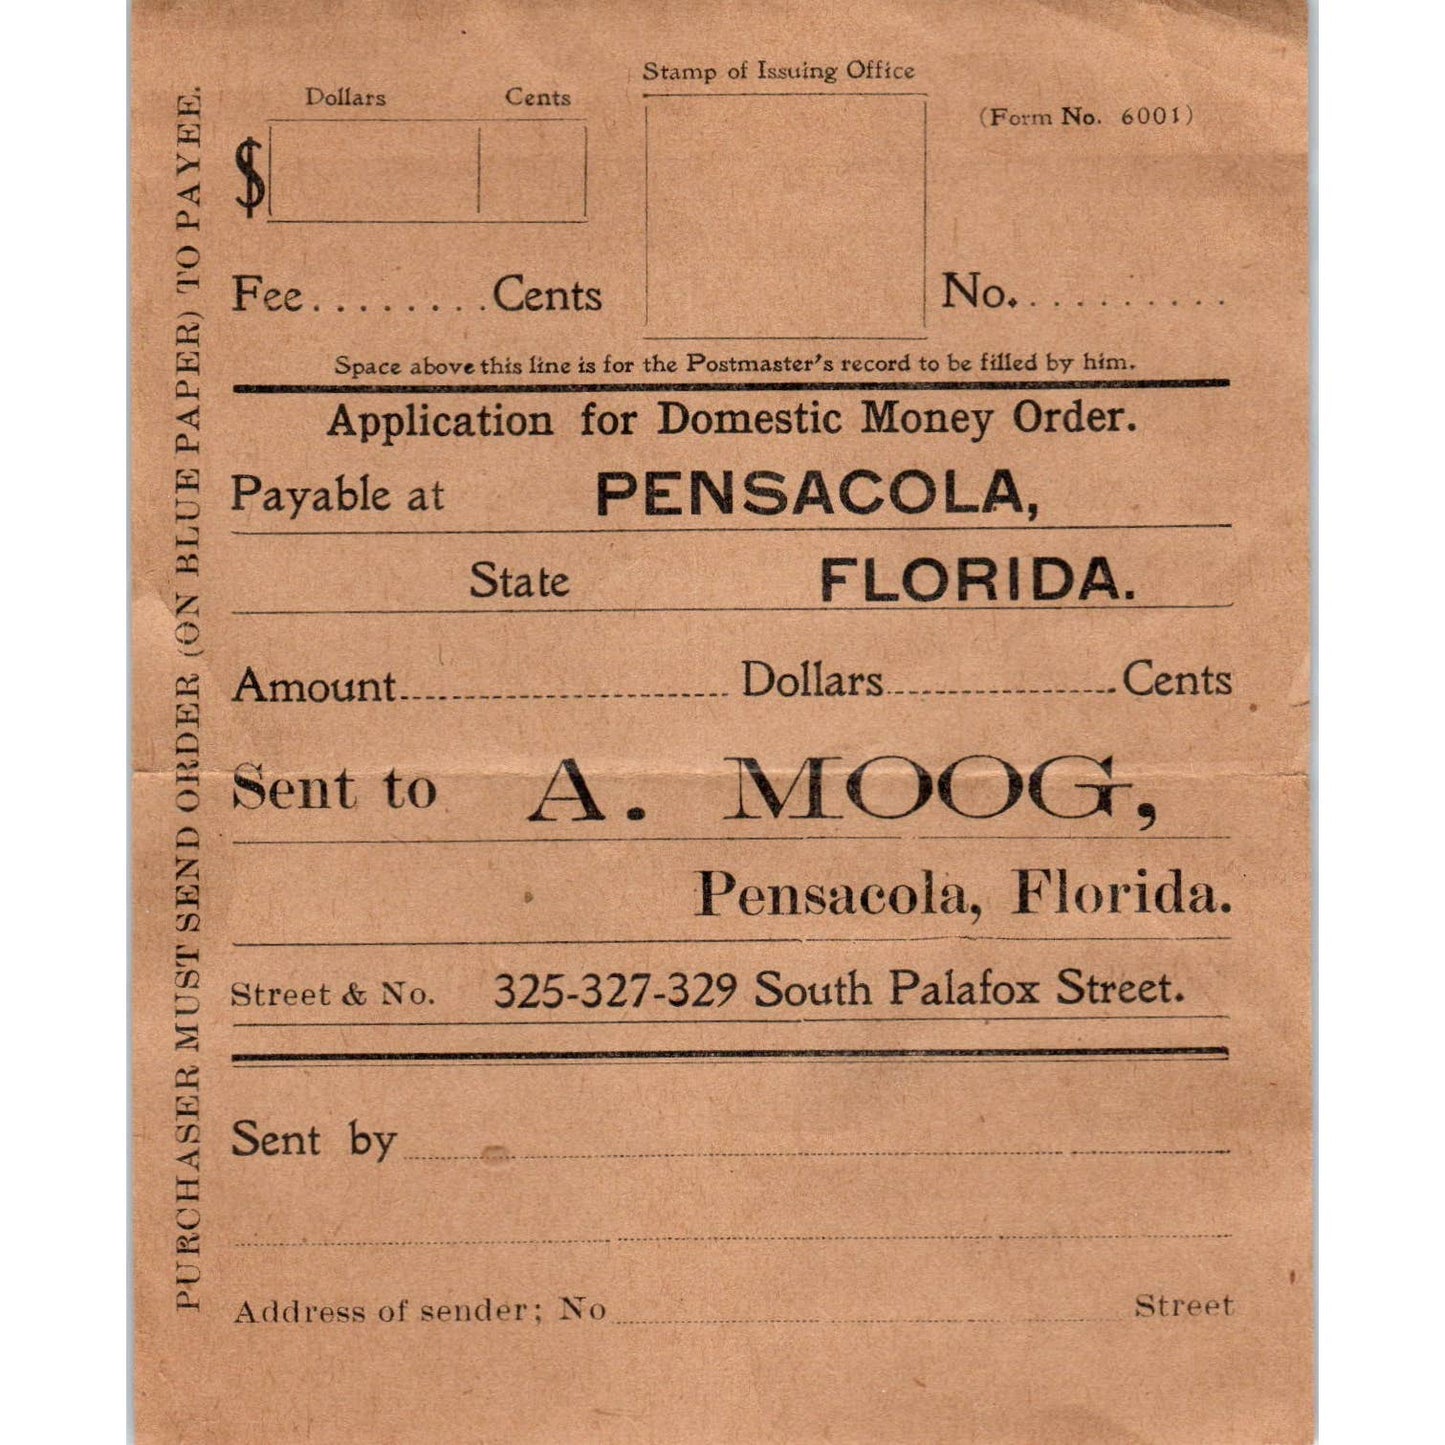 Stamp of Issuing Office
Dollars Cents
(Form No. 6001)
$
Fee.........Cents
No...........
Space above this line is for the Postmaster's record to be filled by him.
Application for Domestic Money Order.
Payable at PENSACOLA,
State FLORIDA.
Amount........ Dollars........Cents
Sent to A. MOOG,
Pensacola, Florida.
Street & No. 325-327-329 South Palafox Street.
Sent by
Address of sender; No Street
PURCHASER MUST SEND ORDER (ON BLUE PAPER) TO PAYEE.